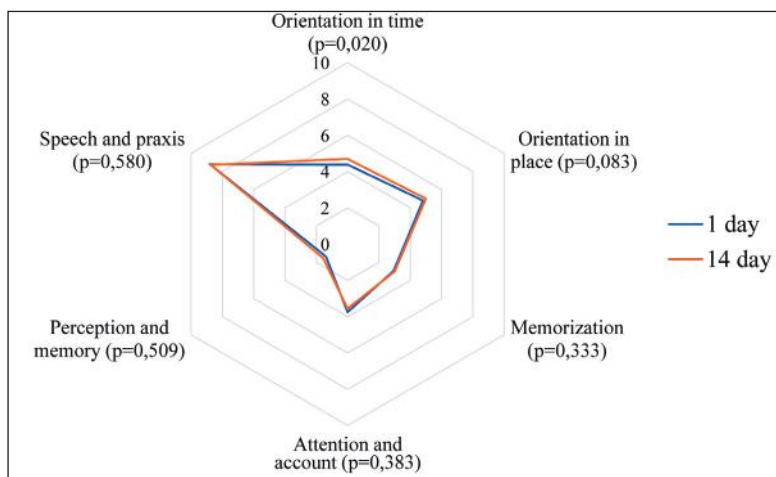 Orientation in time
(p=0,020)
10
8
6
4
2
0
Speech and praxis
(p=0,580)
Orientation in
place (p=0,083)
1 day
14 day
Perception and
memory (p=0,509)
Memorization
(p=0,333)
Attention and
account (p=0,383)